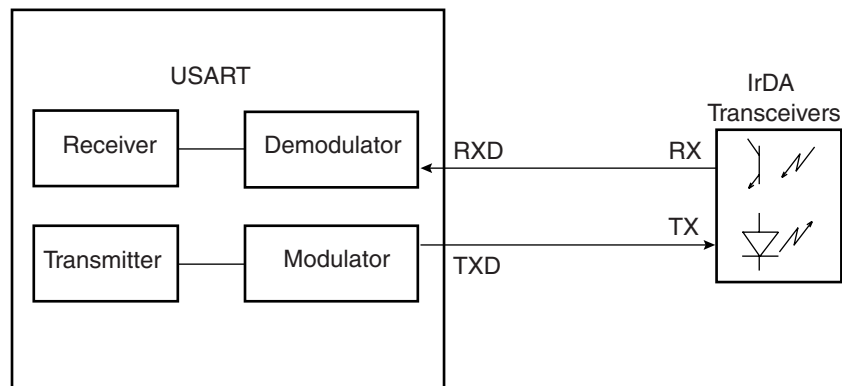 USART
IrDA
Transceivers
Receiver
Demodulator
RXD
RX
Transmitter
Modulator
TX
TXD